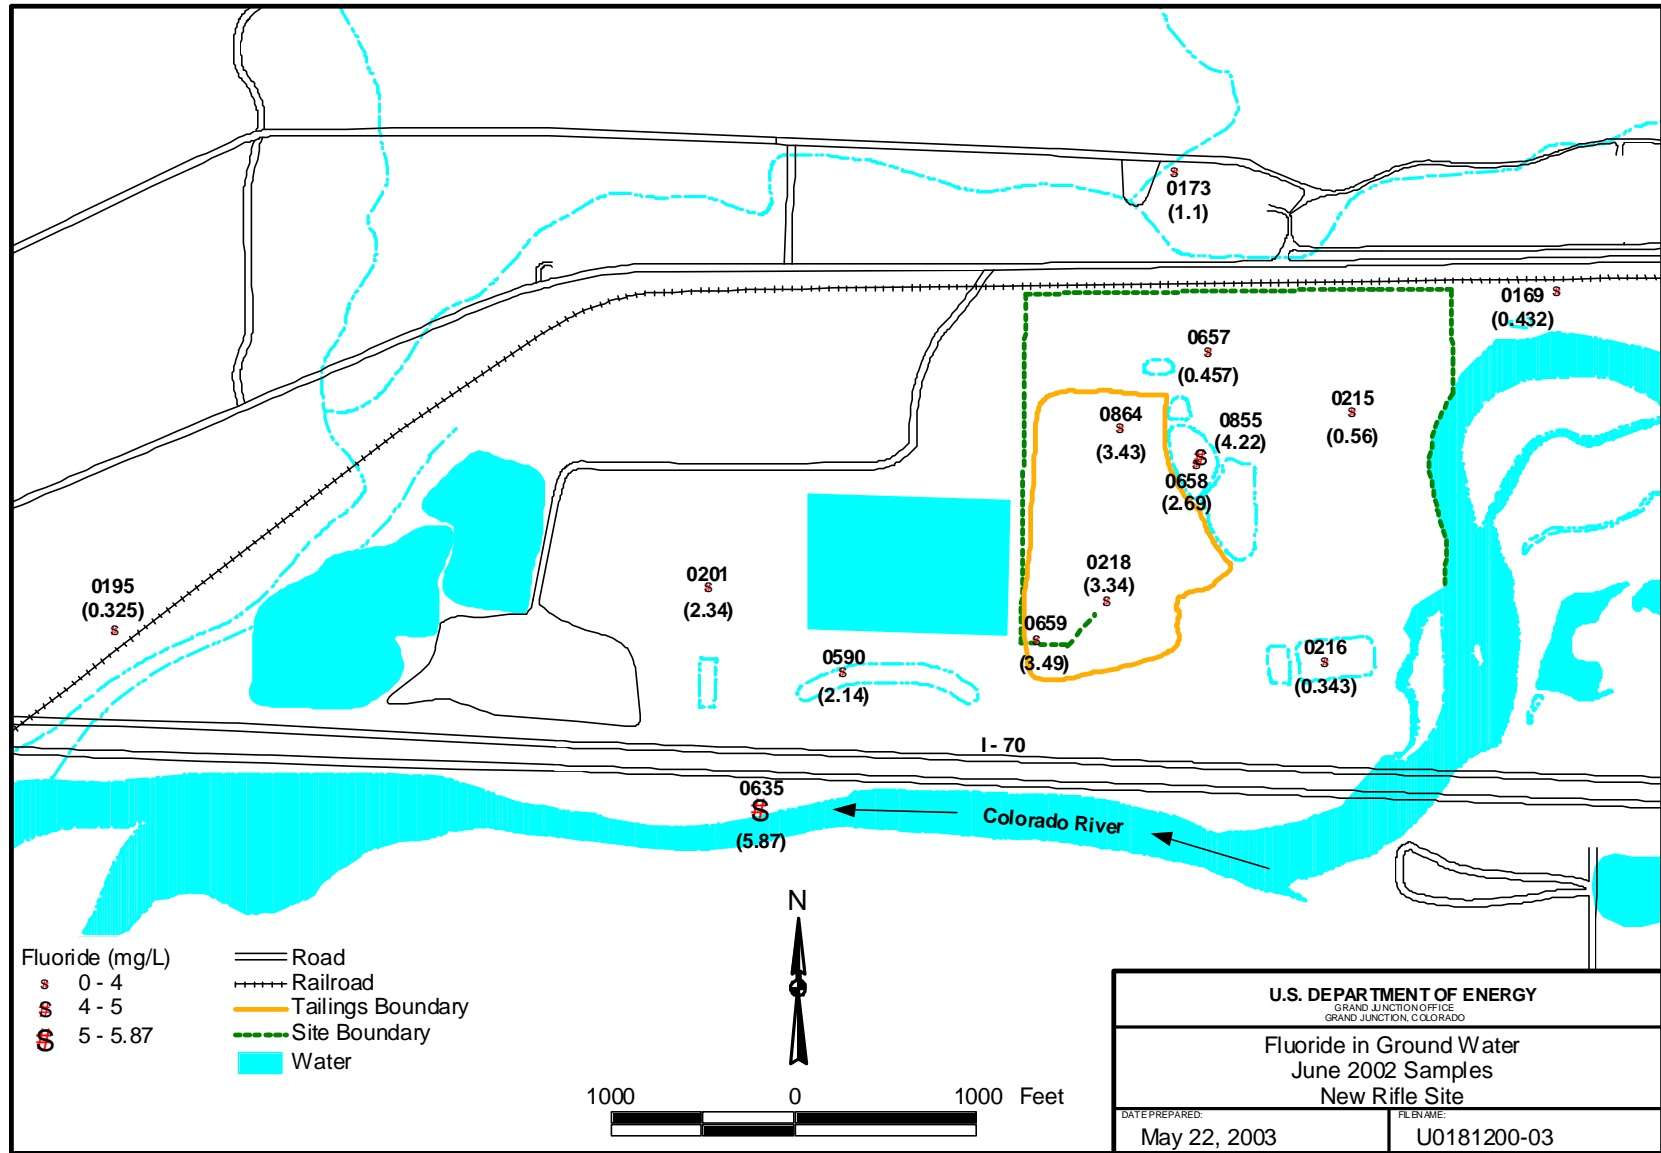 0173
(1.1)
0169
(0.432)
0657
(0.457)
0215
(0.56)
0864
(3.43)
0855
(4.22)
0658
(2.69)
0195
(0.325)
0201
(2.34)
0218
(3.34)
0659
(3.49)
0590
(2.14)
0216
(0.343)
I - 70
0635
(5.87)
Colorado River
N
Fluoride (mg/L)
0 - 4
4 - 5
5 - 5.87
Road
Railroad
Tailings Boundary
Site Boundary
Water
1000 0 1000 Feet
U.S. DEPARTMENT OF ENERGY
GRAND JUNCTION OFFICE
GRAND JUNCTION, COLORADO
Fluoride in Ground Water
June 2002 Samples
New Rifle Site
DATE PREPARED:
May 22, 2003
FILENAME:
U0181200-03